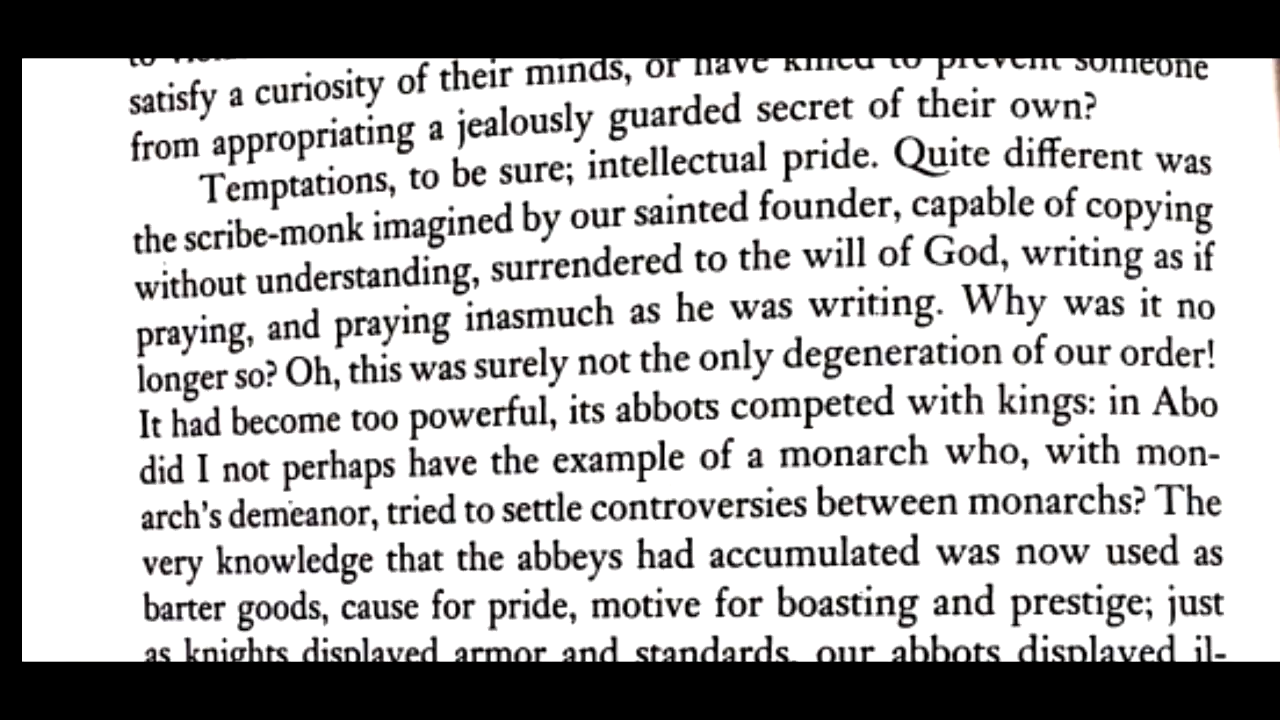 satisfy a curiosity of their minds, or have killed to prevent someone
from appropriating a jealously guarded secret of their own?
Temptations, to be sure; intellectual pride. Quite different was
the scribe-monk imagined by our sainted founder, capable of copying
without understanding, surrendered to the will of God, writing as if
praying, and praying inasmuch as he was writing. Why was it no
longer so? Oh, this was surely not the only degeneration of our order!
It had become too powerful, its abbots competed with kings: in Abo
did I not perhaps have the example of a monarch who, with mon-
arch's demeanor, tried to settle controversies between monarchs? The
very knowledge that the abbeys had accumulated was now used as
barter goods, cause for pride, motive for boasting and prestige; just
as knights displayed armor and standards, our abbots displayed il-